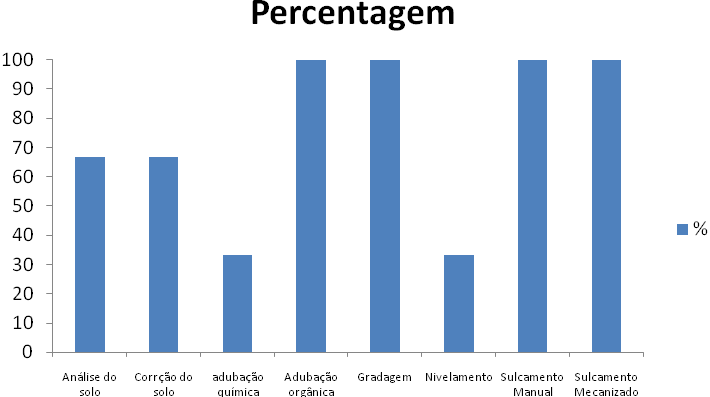 Percentagem
100
90
80
70
60
50
40
30
20
10
0
%
Análise do
solo
Corrção do
solo
adubação
química
Adubação
orgânica
Gradagem
Nivelamento
Sulcamento
Manual
Sulcamento
Mecanizado